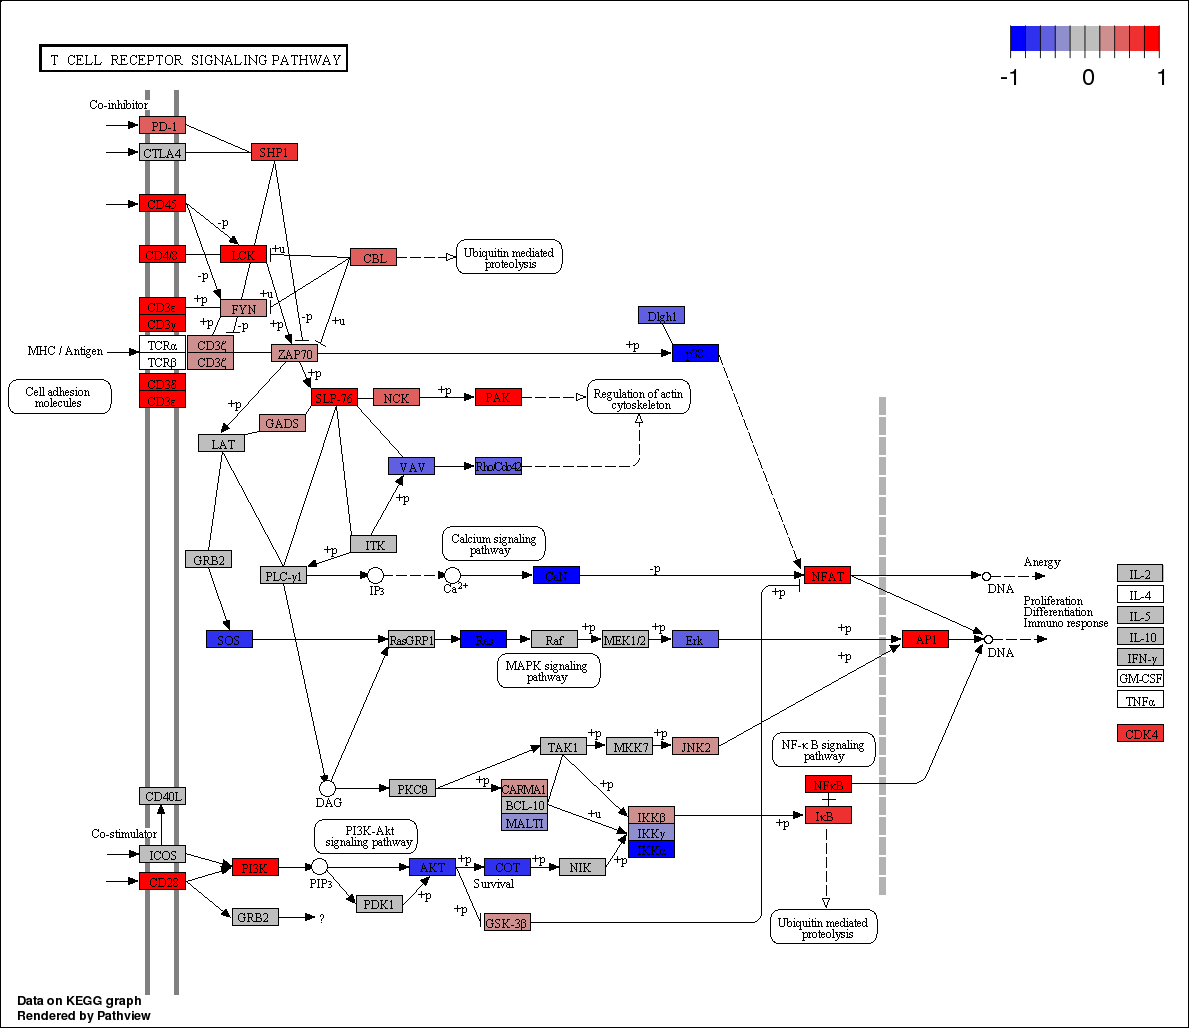 T CELL RECEPTOR SIGNALING PATHWAY
-1 0 1
Co-inhibitor
PD-1
CTLA4
SHP1
CD45
-p
CD4/8
LCK
+u
CBL
Ubiquitin mediated
proteolysis
-p
+p
+u
CD3ε
FYN
CD3γ
+p
-p
+p
-p
+u
Dlgh1
MHC / Antigen
TCRα
CD3ζ
ZAP70
+p
p38
TCRβ
CD3ζ
+p
Cell adhesion
molecules
CD3δ
CD3ε
+p
SLP-76
NCK
+p
PAK
Regulation of actin
cytoskeleton
GADS
LAT
VAV
Rho/Cdc42
+p
ITK
Calcium signaling
pathway
GRB2
+p
PLC-γ1
IP3
Ca2+
CaN
-p
NFAT
+p
DNA
Anergy
Proliferation
Differentiation
Immuno response
IL-2
IL-4
IL-5
IL-10
IFN-γ
GM-CSF
TNFα
CDK4
SOS
RasGRP1
Ras
Raf
+p
MEK1/2
+p
Erk
+p
AP1
DNA
+p
MAPK signaling
pathway
TAK1
+p
MKK7
+p
JNK2
NF-κB signaling
pathway
DAG
PKCθ
+p
CARMA1
BCL-10
MALT1
+p
+u
IKKβ
IKKγ
IKKα
+p
NFκB
IκB
CD40L
Co-stimulator
ICOS
CD28
PI3K
PI3K-Akt
signaling pathway
PIP3
AKT
+p
COT
+p
NIK
+p
Survival
PDK1
+p
+p
GRB2
?
GSK-3β
Ubiquitin mediated
proteolysis
Data on KEGG graph
Rendered by Pathview